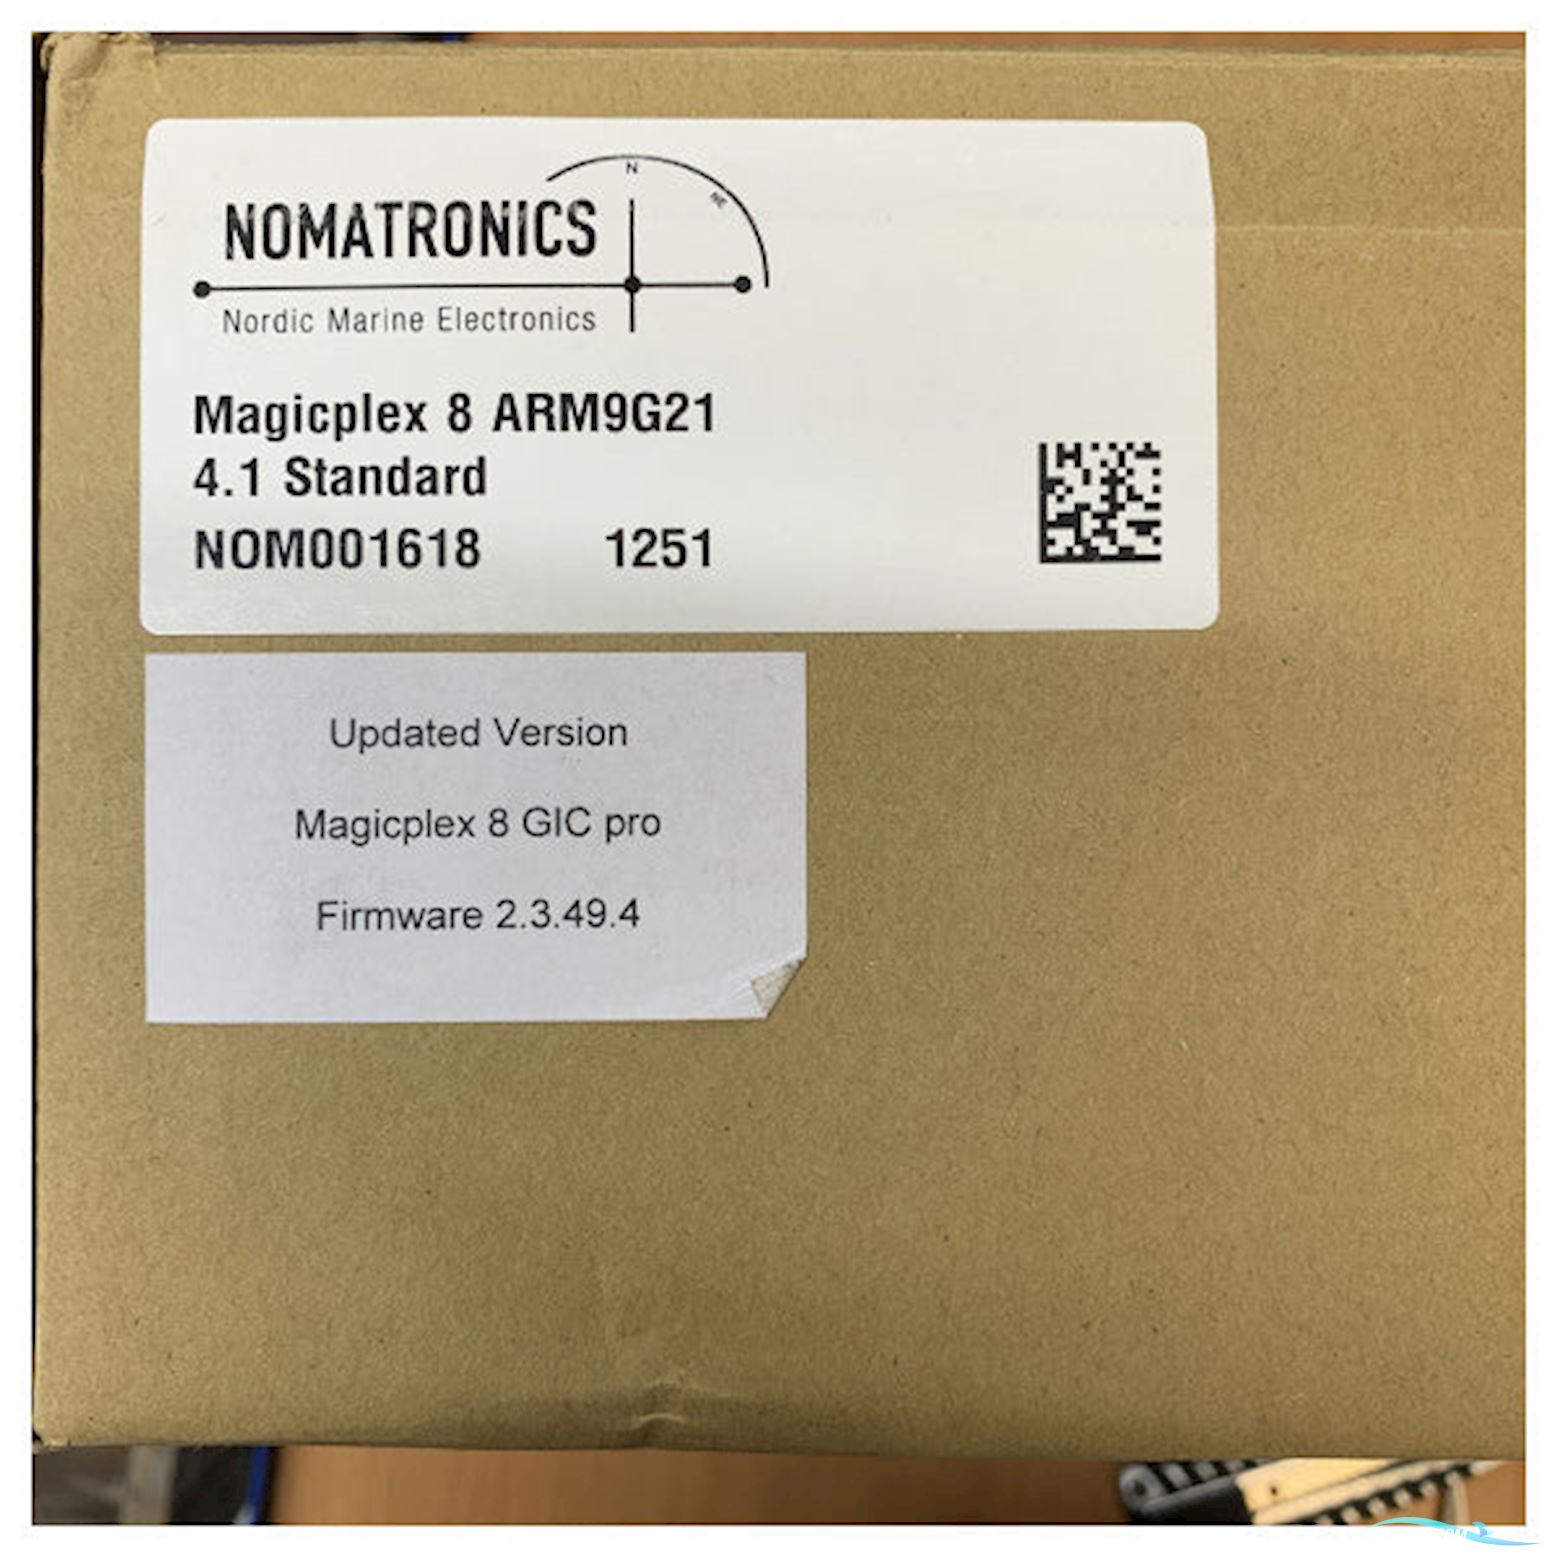 N
NE
NOMATRONICS
Nordic Marine Electronics
Magicplex 8 ARM9G21
4.1 Standard
NOM001618 1251
Updated Version
Magicplex 8 GIC pro
Firmware 2.3.49.4